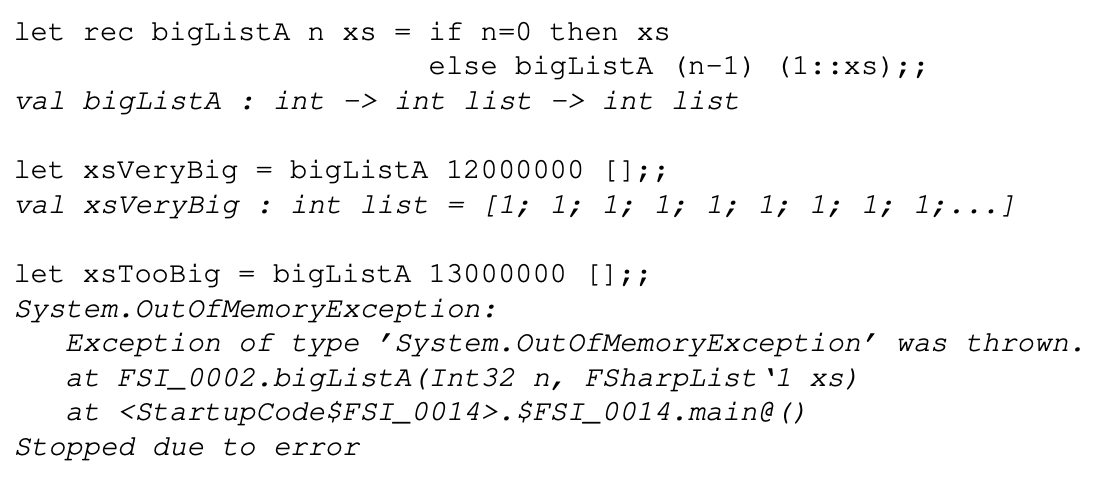 let rec bigListA n xs = if n=0 then xs
else bigListA (n-1) (1::xs);;
val bigListA : int -> int list -> int list
let xsVeryBig = bigListA 12000000 [];;
val xsVeryBig : int list = [1; 1; 1; 1; 1; 1; 1; 1; 1;...]
let xsTooBig = bigListA 13000000 [];;
System.OutOfMemoryException:
Exception of type ’System.OutOfMemoryException’ was thrown.
at FSI_0002.bigListA(Int32 n, FSharpList‘1 xs)
at <StartupCode$FSI_0014>.$FSI_0014.main@()
Stopped due to error